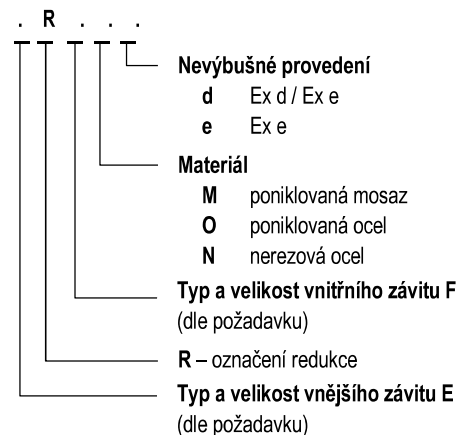 . R . . .
Nevýbušné provedení
d Ex d / Ex e
e Ex e
Materiál
M poniklovaná mosaz
O poniklovaná ocel
N nerezová ocel
Typ a velikost vnitřního závitu F
(dle požadavku)
R – označení redukce
Typ a velikost vnějšího závitu E
(dle požadavku)